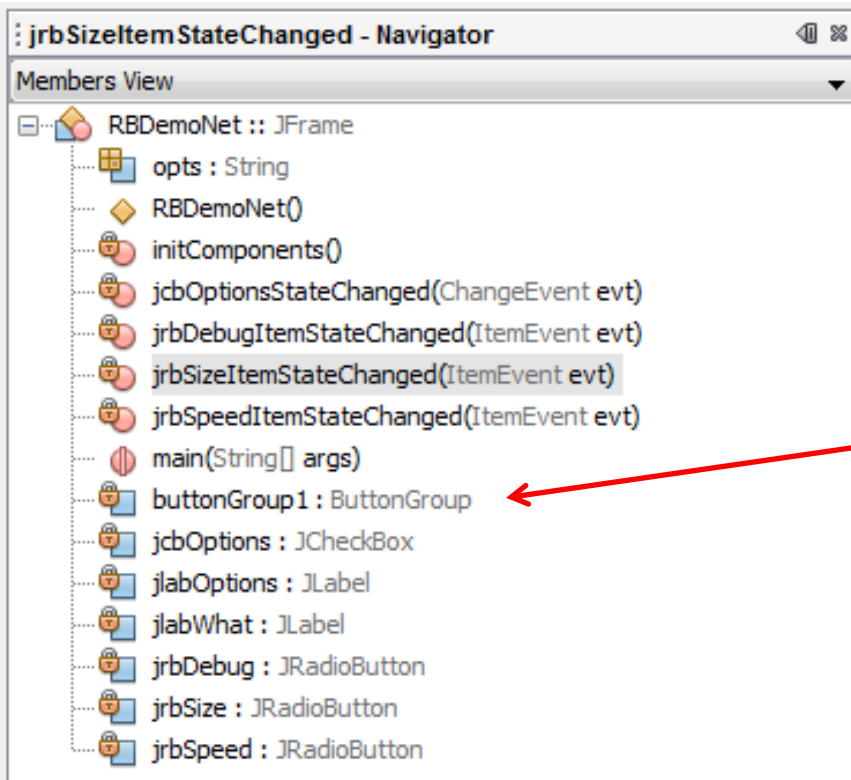 jrbSizeItemStateChanged - Navigator
Members View
RBDemoNet :: JFrame
opts : String
RBDemoNet()
initComponents()
jcbOptionsStateChanged(ChangeEvent evt)
jrbDebugItemStateChanged(ItemEvent evt)
jrbSizeItemStateChanged(ItemEvent evt)
jrbSpeedItemStateChanged(ItemEvent evt)
main(String[] args)
buttonGroup1 : ButtonGroup
jcbOptions : JCheckBox
jlabOptions : JLabel
jlabWhat : JLabel
jrbDebug : JRadioButton
jrbSize : JRadioButton
jrbSpeed : JRadioButton